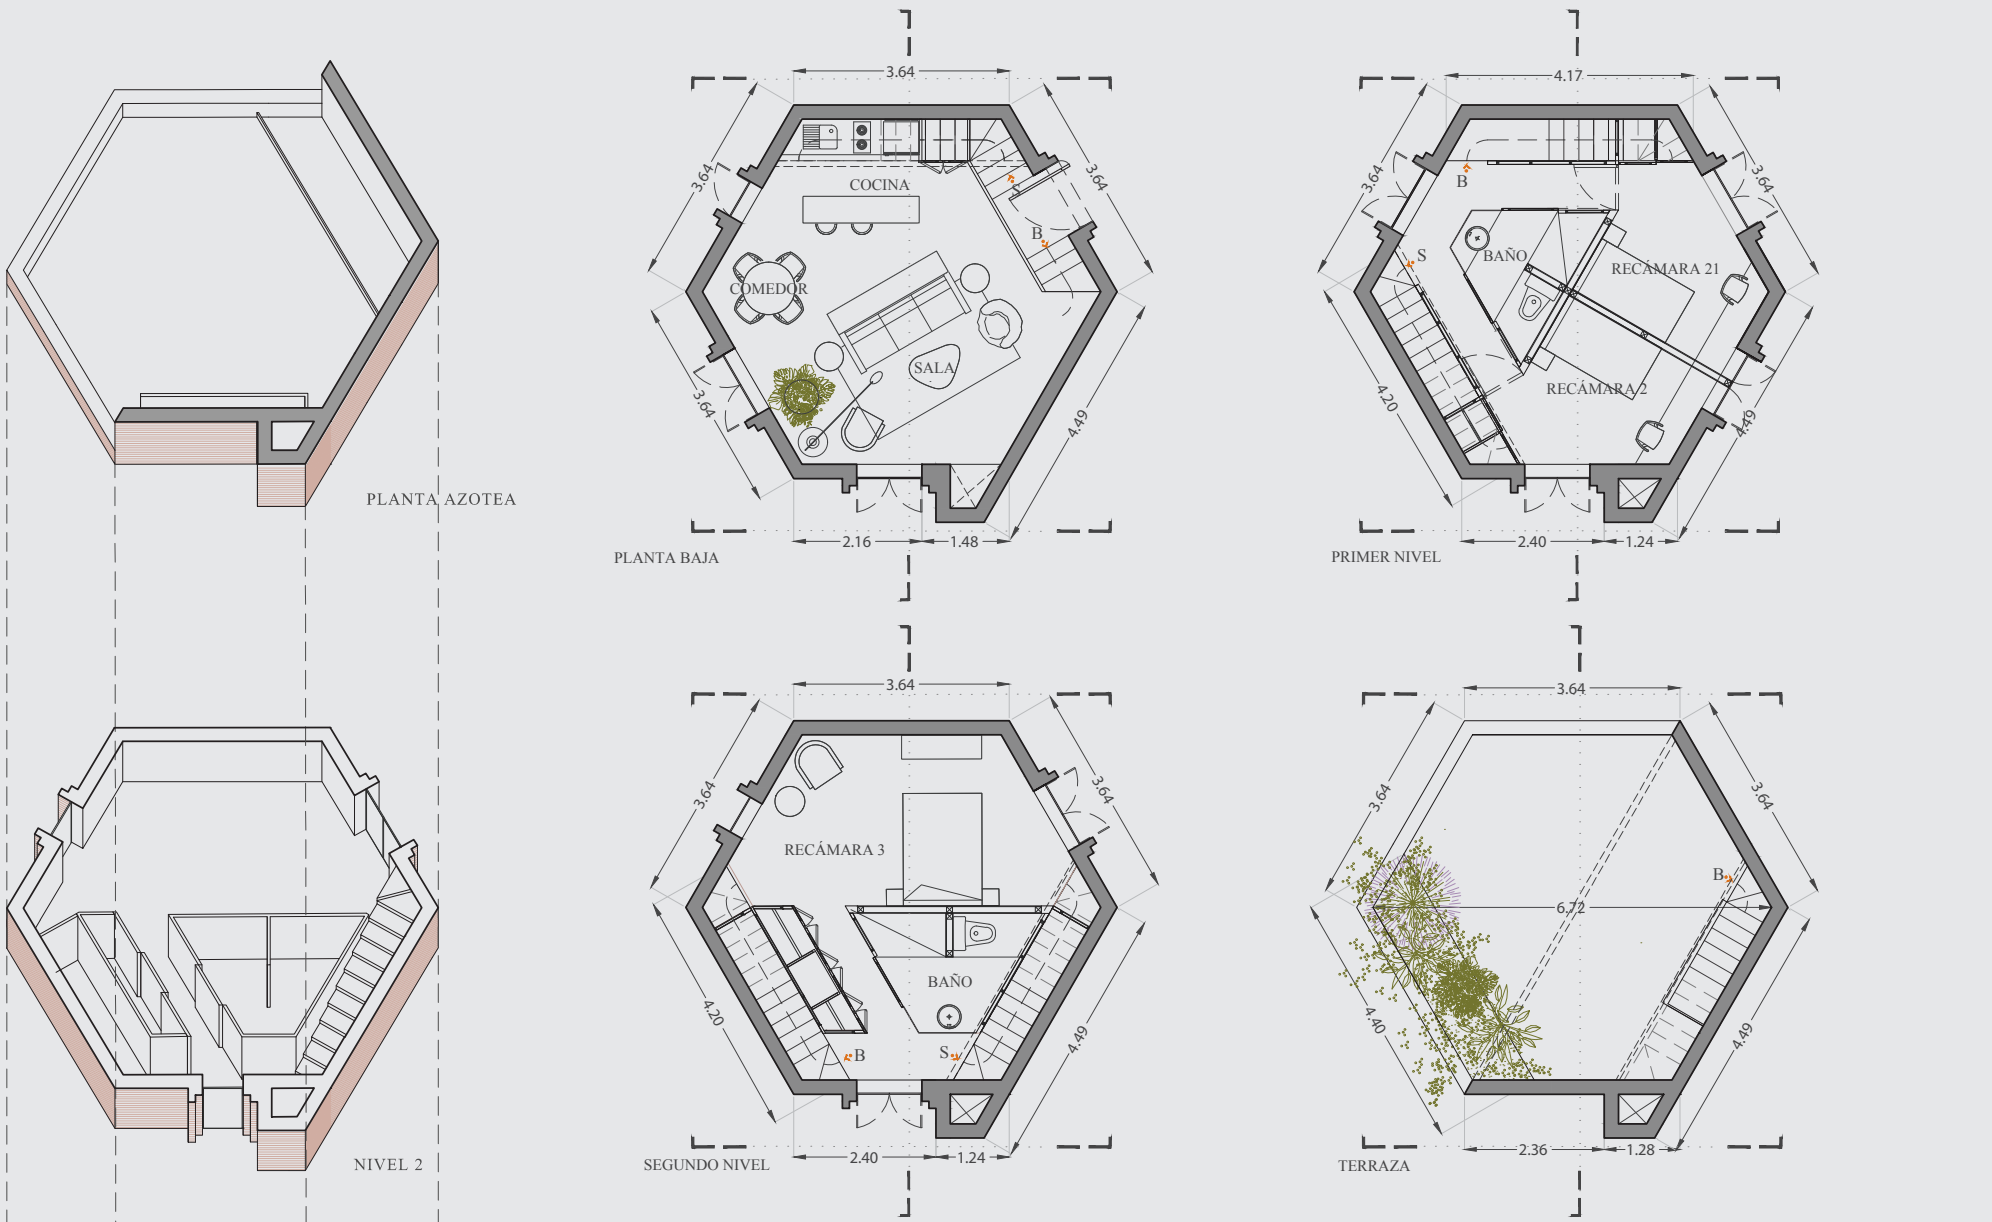 PLANTA AZOTEA
NIVEL 2
3.64
3.64
3.64
COCINA
S
B
COMEDOR
SALA
3.64
4.49
2.16
1.48
PLANTA BAJA
4.17
3.64
3.64
B
S
BAÑO
RECÁMARA 21
RECÁMARA 2
4.20
4.49
2.40
1.24
PRIMER NIVEL
3.64
3.64
3.64
RECÁMARA 3
BAÑO
B
S
4.20
4.49
2.40
1.24
SEGUNDO NIVEL
3.64
3.64
3.64
B
6.72
4.40
4.49
2.36
1.28
TERRAZA